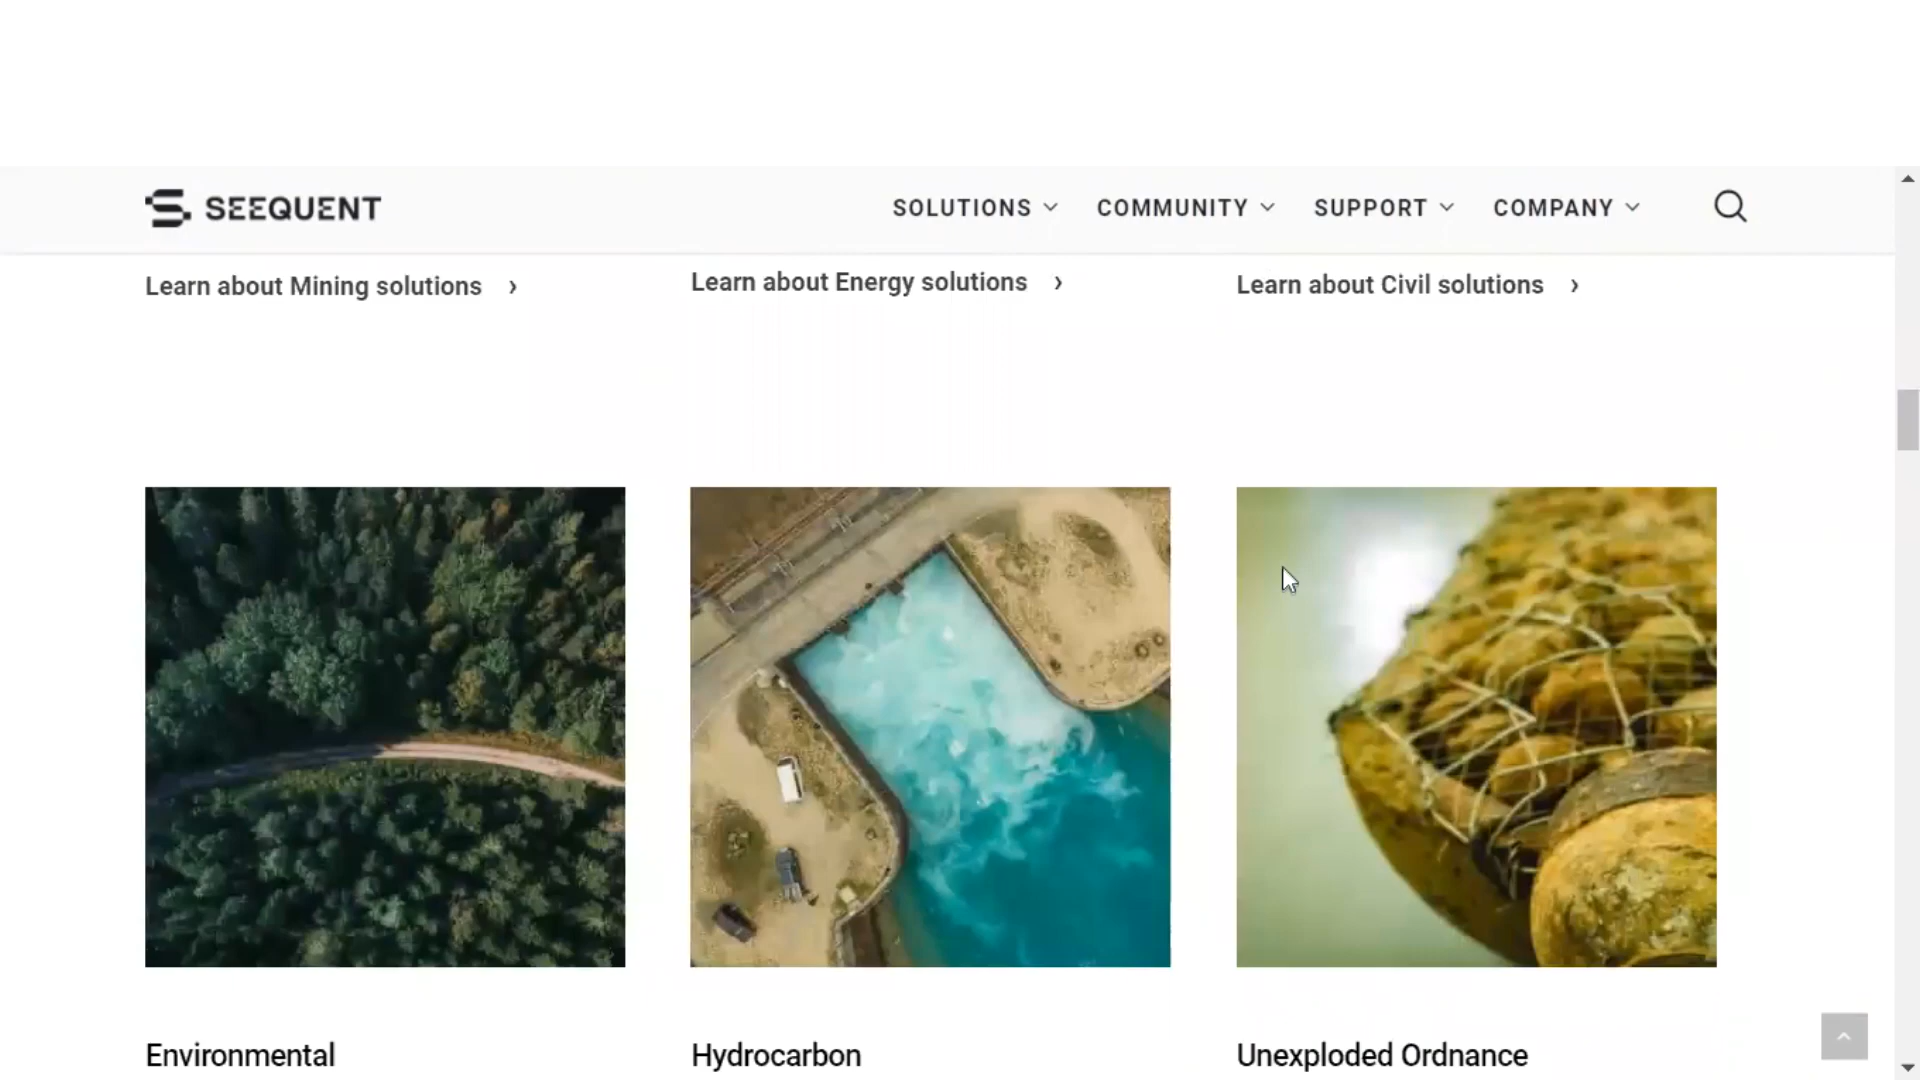 SEEQUENT
SOLUTIONS COMMUNITY SUPPORT COMPANY
Learn about Mining solutions ›
Learn about Energy solutions ›
Learn about Civil solutions ›
Environmental
Hydrocarbon
Unexploded Ordnance